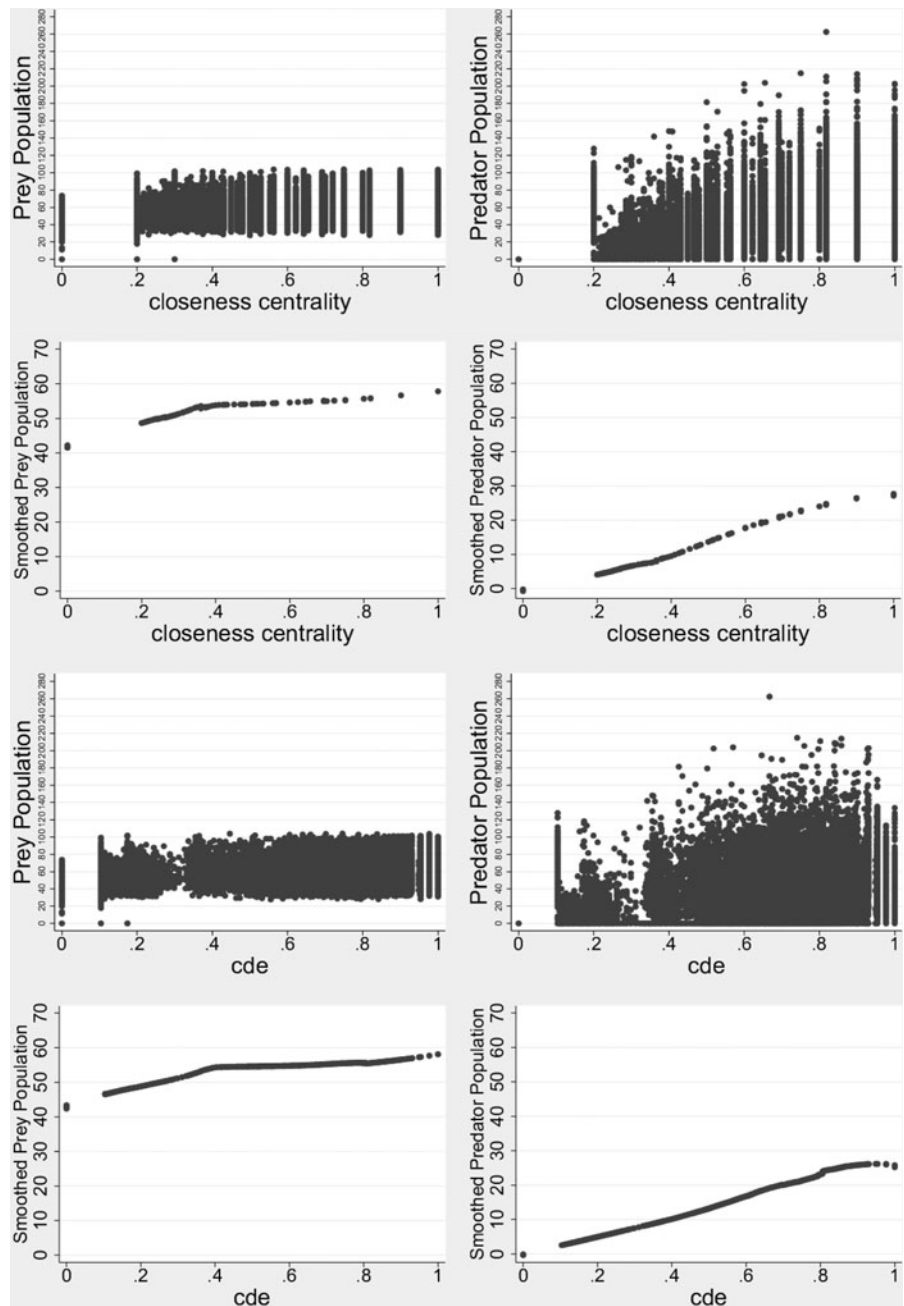 Prey Population
0 20 40 60 80 100 120 140 160 180 200 220 240 260 280
0 .2 .4 .6 .8 1
closeness centrality
Predator Population
0 20 40 60 80 100 120 140 160 180 200 220 240 260 280
0 .2 .4 .6 .8 1
closeness centrality
Smoothed Prey Population
0 10 20 30 40 50 60 70
0 .2 .4 .6 .8 1
closeness centrality
Smoothed Predator Population
0 10 20 30 40 50 60 70
0 .2 .4 .6 .8 1
closeness centrality
Prey Population
0 20 40 60 80 100 120 140 160 180 200 220 240 260 280
0 .2 .4 .6 .8 1
cde
Predator Population
0 20 40 60 80 100 120 140 160 180 200 220 240 260 280
0 .2 .4 .6 .8 1
cde
Smoothed Prey Population
0 10 20 30 40 50 60 70
0 .2 .4 .6 .8 1
cde
Smoothed Predator Population
0 10 20 30 40 50 60 70
0 .2 .4 .6 .8 1
cde